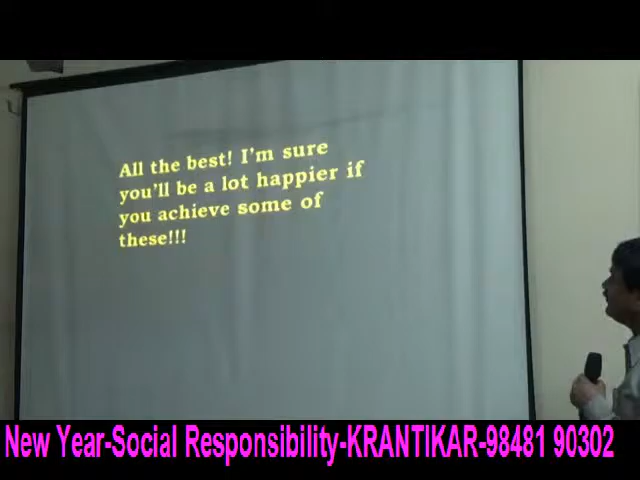 All the best! I'm sure
you'll be a lot happier if
you achieve some of
these!!!
New Year-Social Responsibility-KRANTIKAR-98481 90302